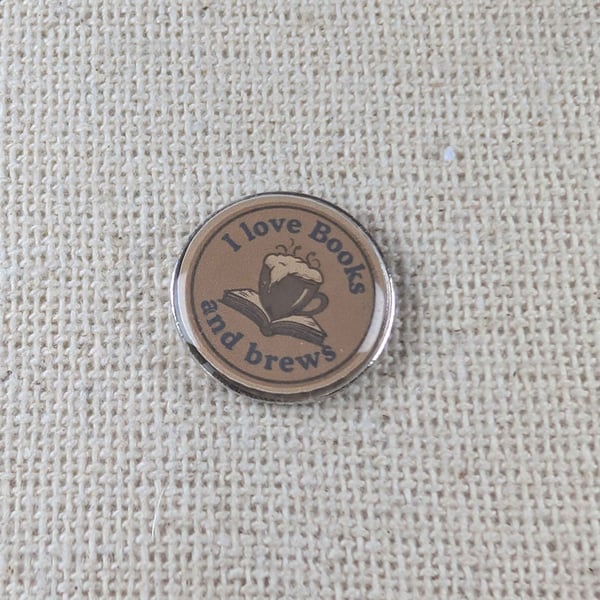 I love Books
and brews